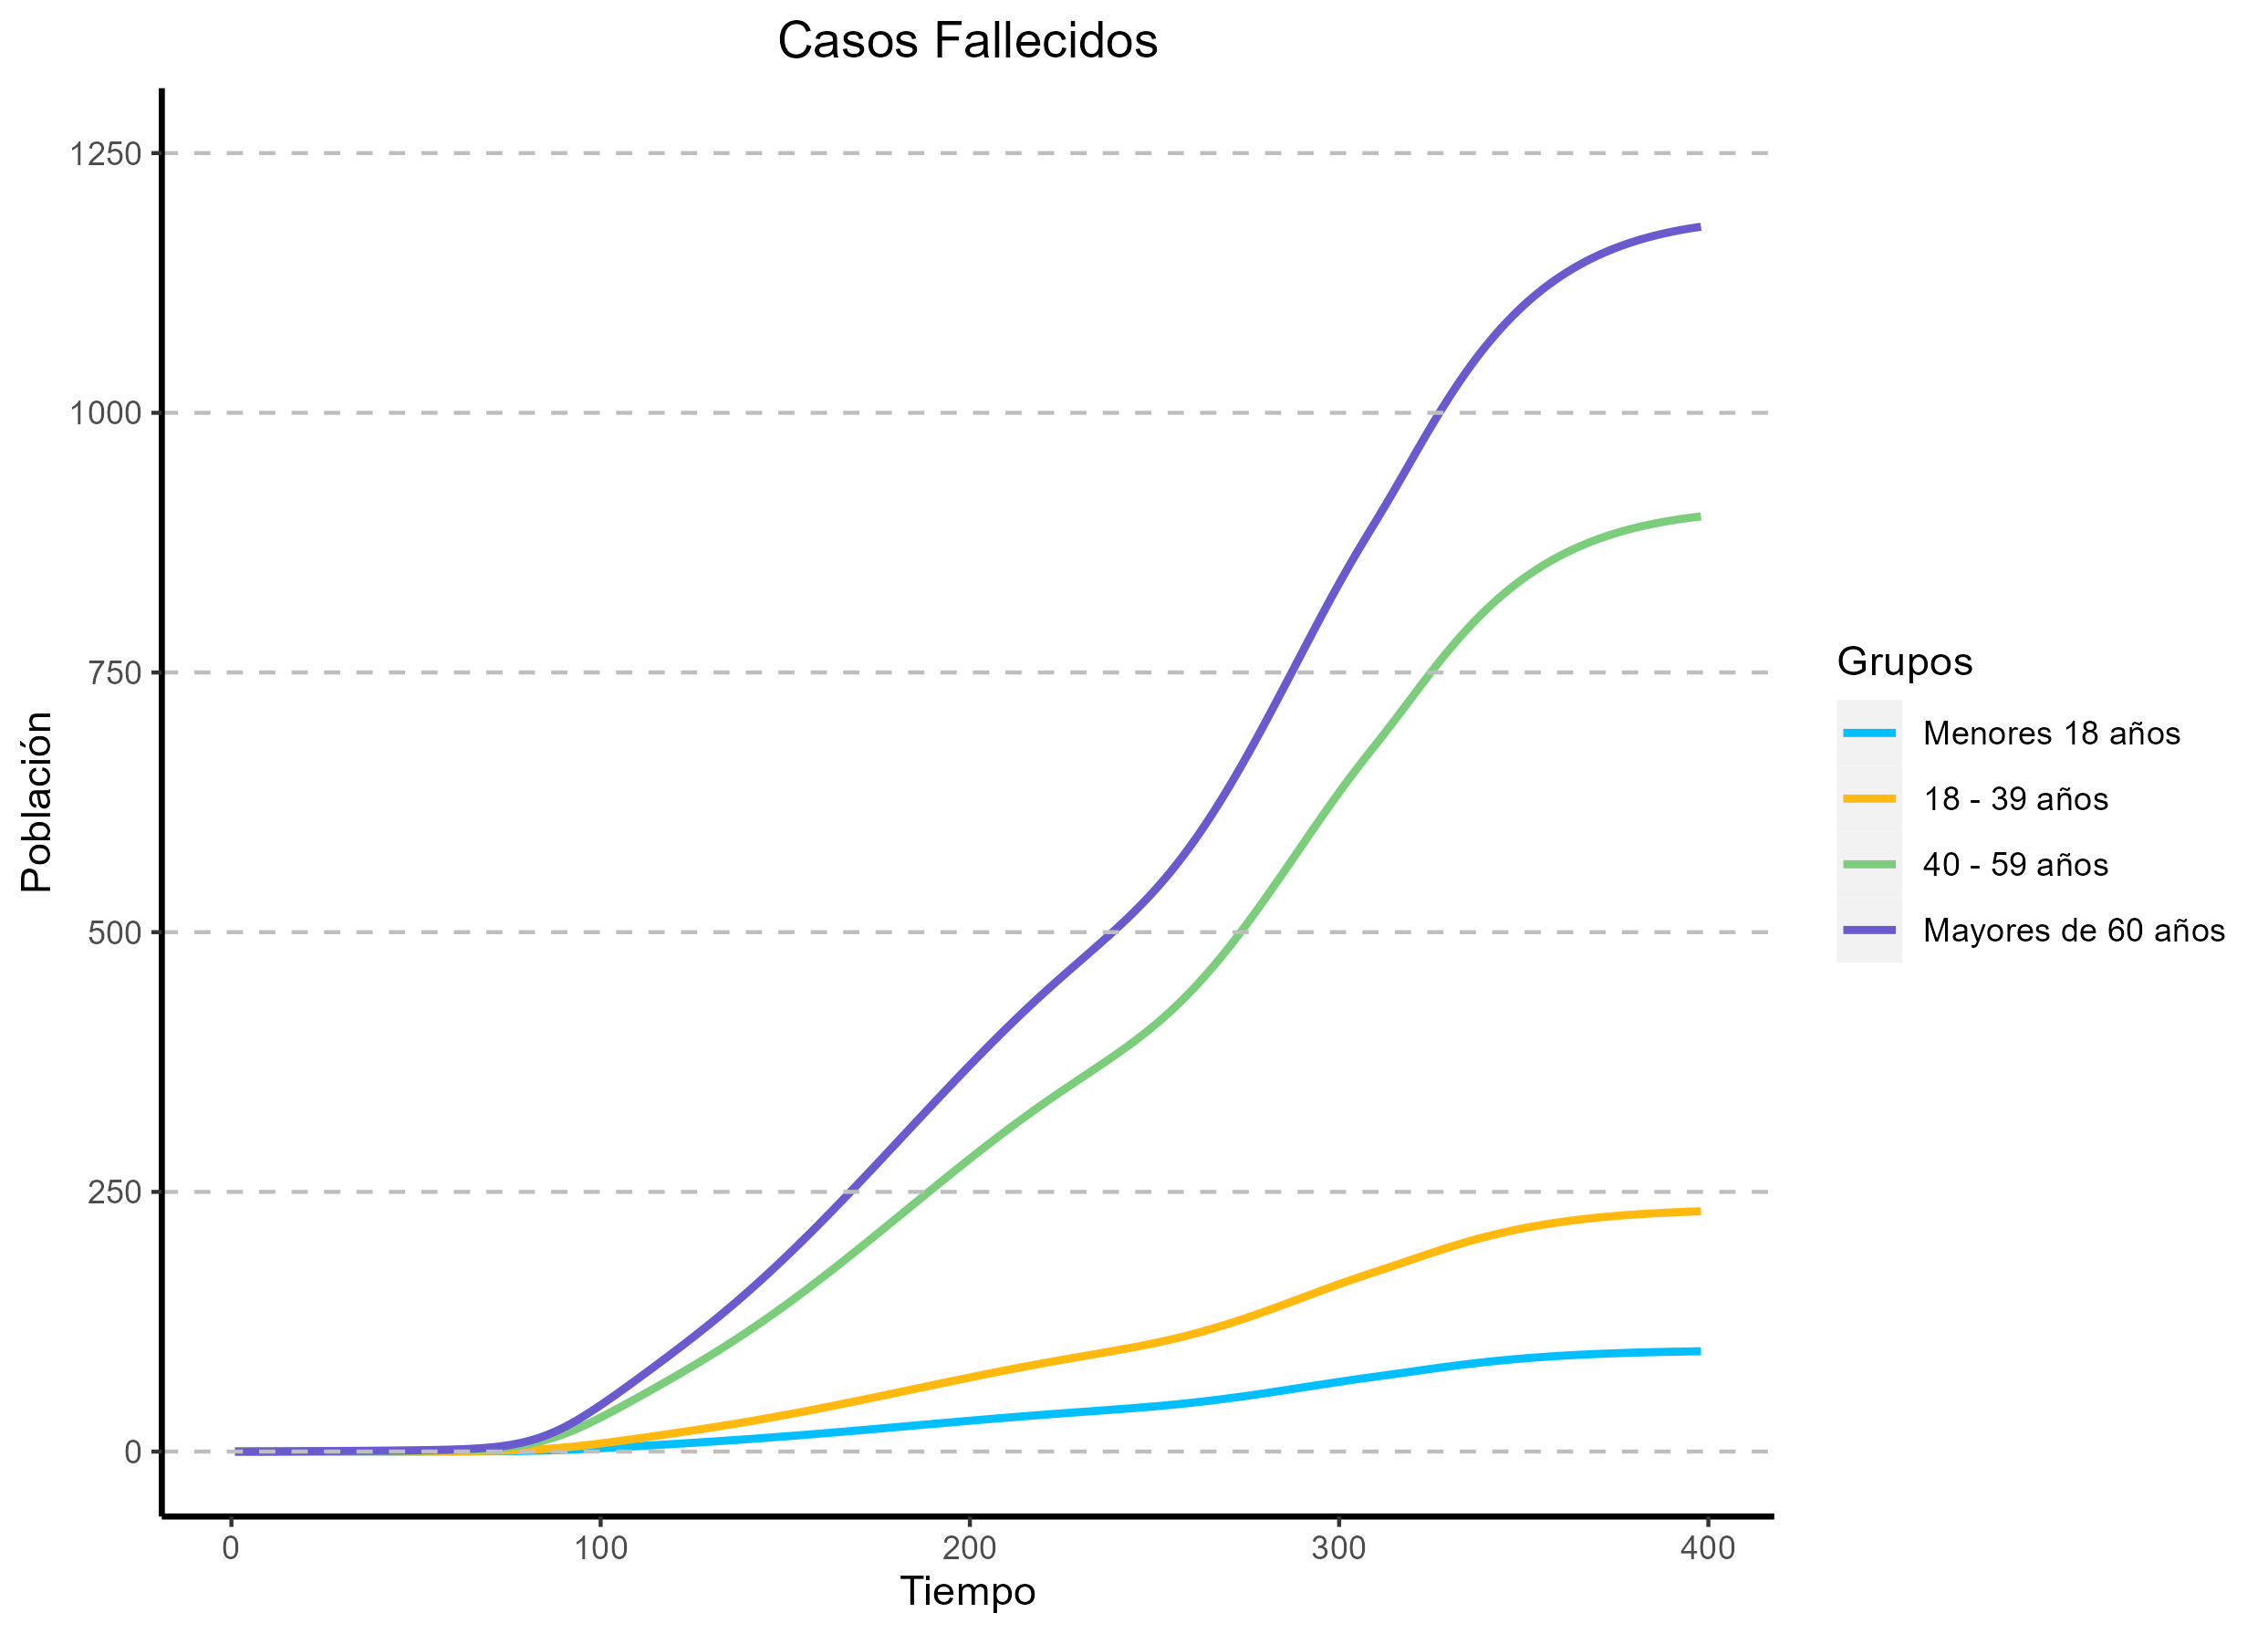 Casos Fallecidos
Población
1250
1000
750
500
250
0
0
100
200
300
400
Tiempo
Grupos
Menores 18 años
18 - 39 años
40 - 59 años
Mayores de 60 años